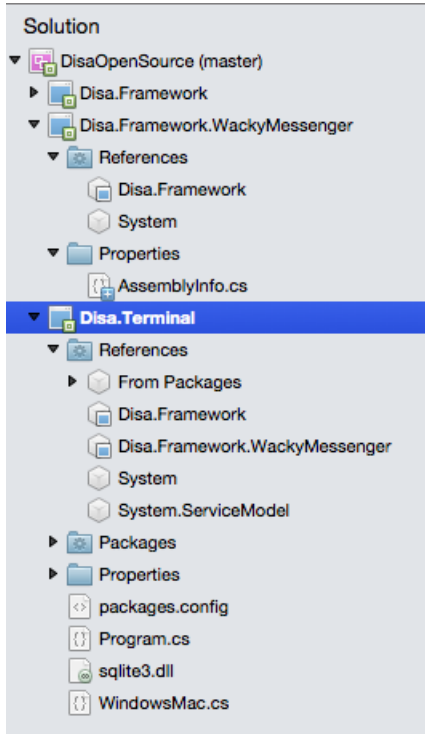 Solution
DisaOpenSource (master)
Disa.Framework
Disa.Framework.WackyMessenger
References
Disa.Framework
System
Properties
AssemblyInfo.cs
Disa.Terminal
References
From Packages
Disa.Framework
Disa.Framework.WackyMessenger
System
System.ServiceModel
Packages
Properties
packages.config
Program.cs
sqlite3.dll
WindowsMac.cs